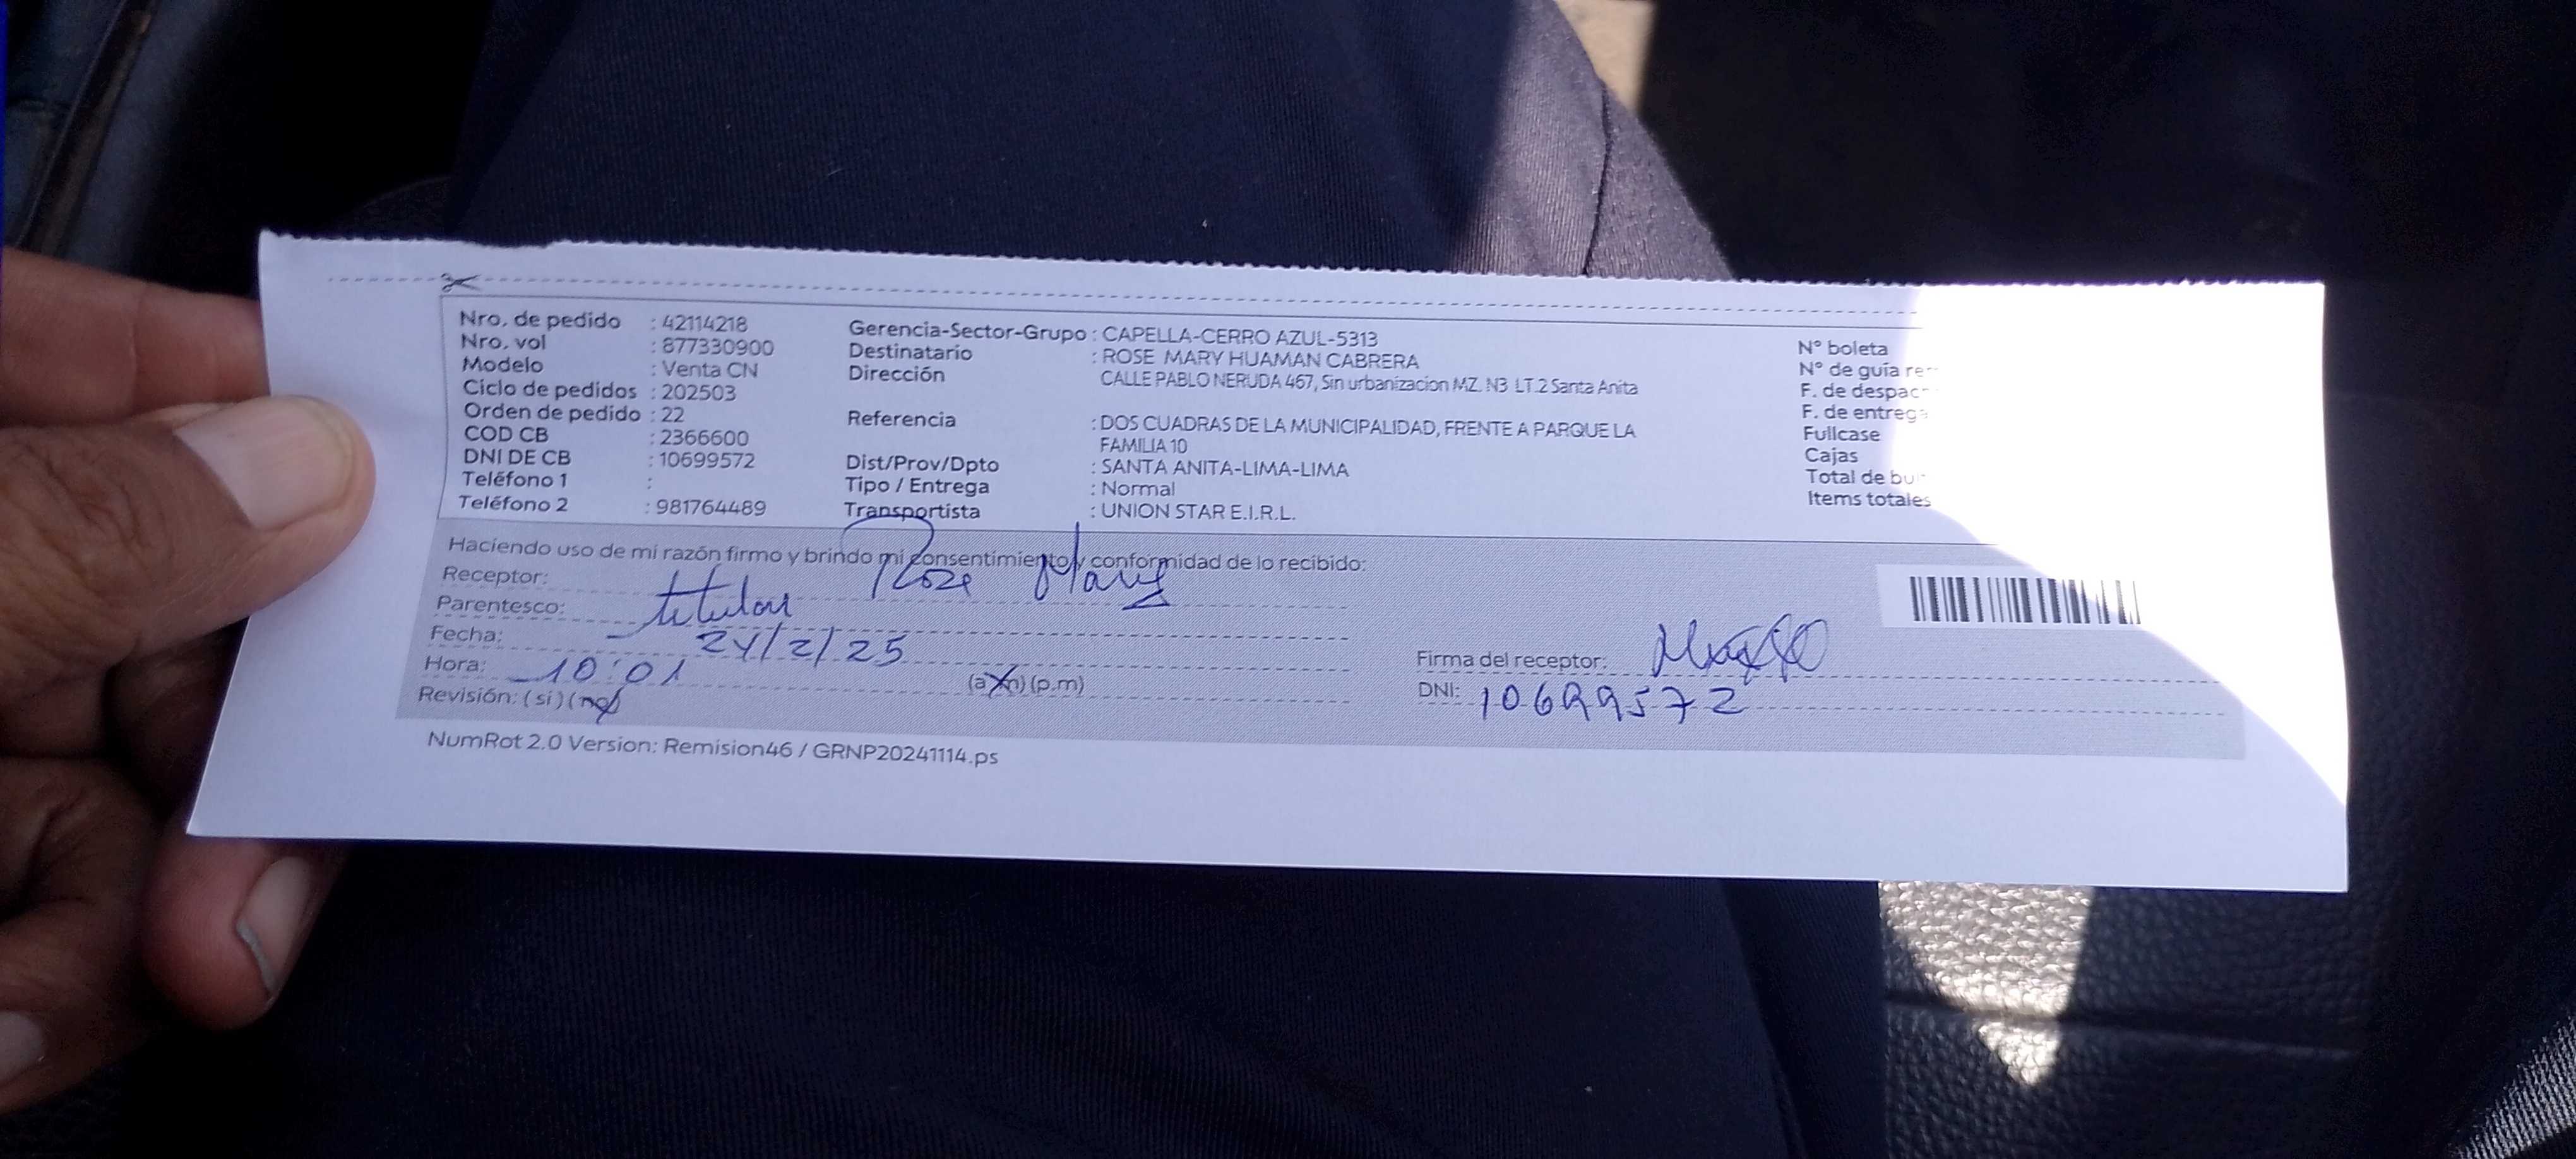 Nro. de pedido : 42114218
Nro. vol : 877330900
Modelo : Venta CN
Ciclo de pedidos : 202503
Orden de pedido : 22
COD CB : 2366600
DNI DE CB : 10699572
Teléfono 1 :
Teléfono 2 : 981764489
Gerencia-Sector-Grupo : CAPELLA-CERRO AZUL-5313
Destinatario : ROSE MARY HUAMAN CABRERA
Dirección CALLE PABLO NERUDA 467, Sin urbanizacion MZ. N3 LT.2 Santa Anita
Referencia : DOS CUADRAS DE LA MUNICIPALIDAD, FRENTE A PARQUE LA
FAMILIA 10
Dist/Prov/Dpto : SANTA ANITA-LIMA-LIMA
Tipo / Entrega : Normal
Transportista : UNION STAR E.I.R.L.
N° boleta
N° de guía
F. de
F. de
Fullcase
Cajas
Total de
Items totales
Haciendo uso de mi razón firmo y brindo mi consentimiento y conformidad de lo recibido:
Receptor: Rose Mary
Parentesco: titular
Fecha: 24/2/25
Hora: 10:01 (a.m) (p.m)
Revisión: (si) (no)
Firma del receptor:
DNI: 10699572
NumRot 2.0 Version: Remision46 / GRNP20241114.ps